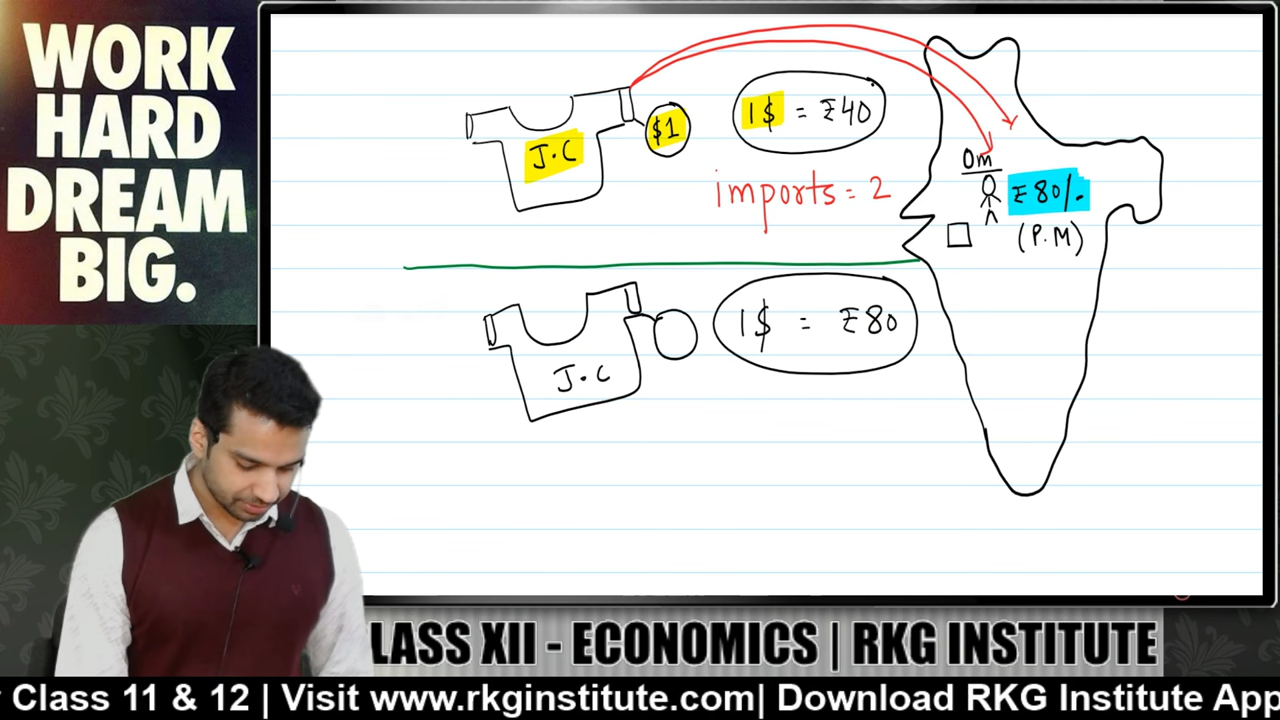 WORK
HARD
DREAM
BIG.
J.C
$1
1$ = ₹40
imports = 2
Om
₹80/-
(P.M)
J.C
1$ = ₹80
LASS XII - ECONOMICS | RKG INSTITUTE
Class 11 & 12 | Visit www.rkginstitute.com| Download RKG Institute App